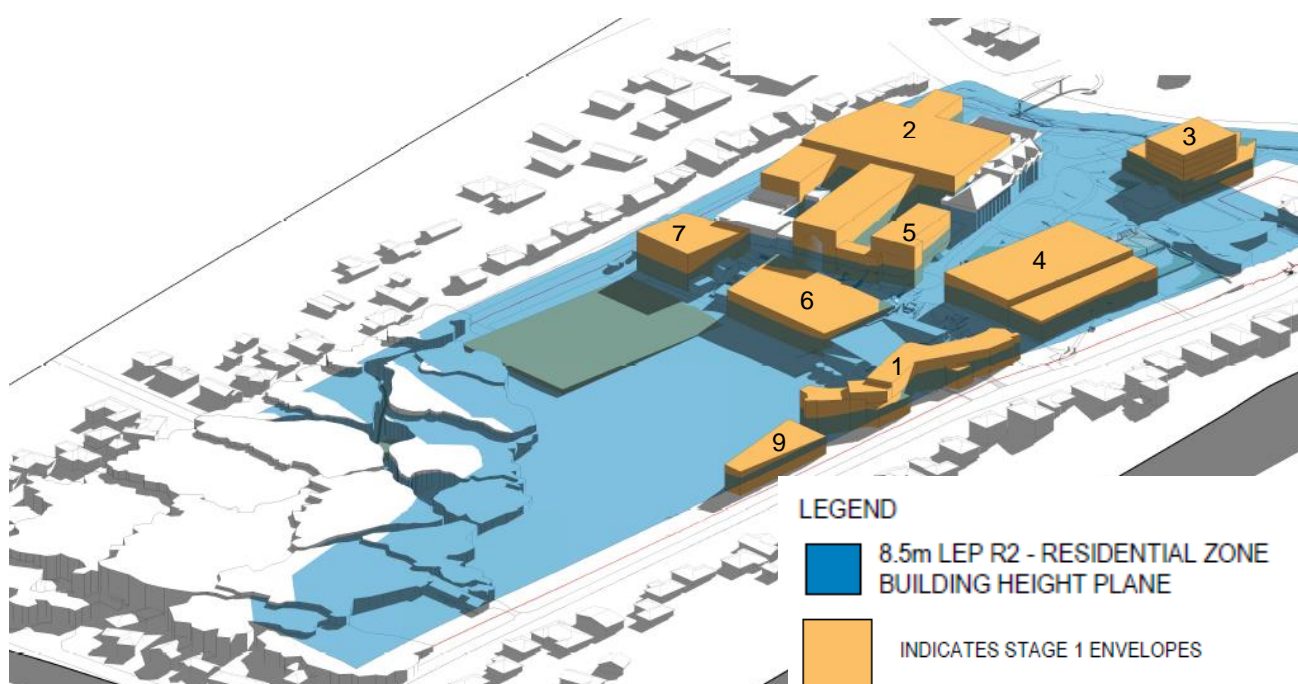 2
3
7
5
4
6
1
9
LEGEND
8.5m LEP R2 - RESIDENTIAL ZONE
BUILDING HEIGHT PLANE
INDICATES STAGE 1 ENVELOPES